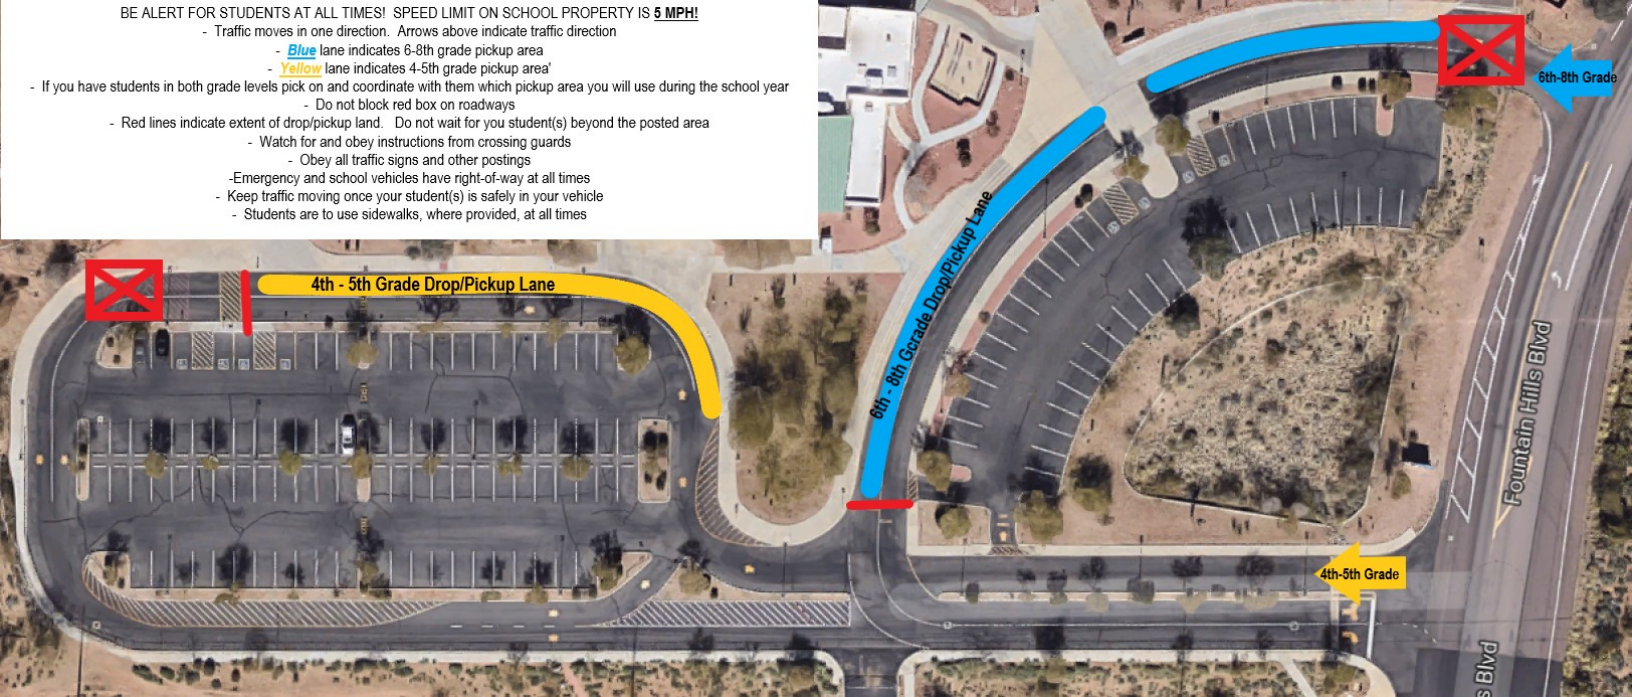 BE ALERT FOR STUDENTS AT ALL TIMES! SPEED LIMIT ON SCHOOL PROPERTY IS 5 MPH!
- Traffic moves in one direction. Arrows above indicate traffic direction
- Blue lane indicates 6-8th grade pickup area
- Yellow lane indicates 4-5th grade pickup area'
- If you have students in both grade levels pick on and coordinate with them which pickup area you will use during the school year
- Do not block red box on roadways
- Red lines indicate extent of drop/pickup land. Do not wait for you student(s) beyond the posted area
- Watch for and obey instructions from crossing guards
- Obey all traffic signs and other postings
-Emergency and school vehicles have right-of-way at all times
- Keep traffic moving once your student(s) is safely in your vehicle
- Students are to use sidewalks, where provided, at all times
6th-8th Grade
4th - 5th Grade Drop/Pickup Lane
6th - 8th Gcrade Drop/Pickup Lane
Fountain Hills Blvd
4th-5th Grade
s Blvd